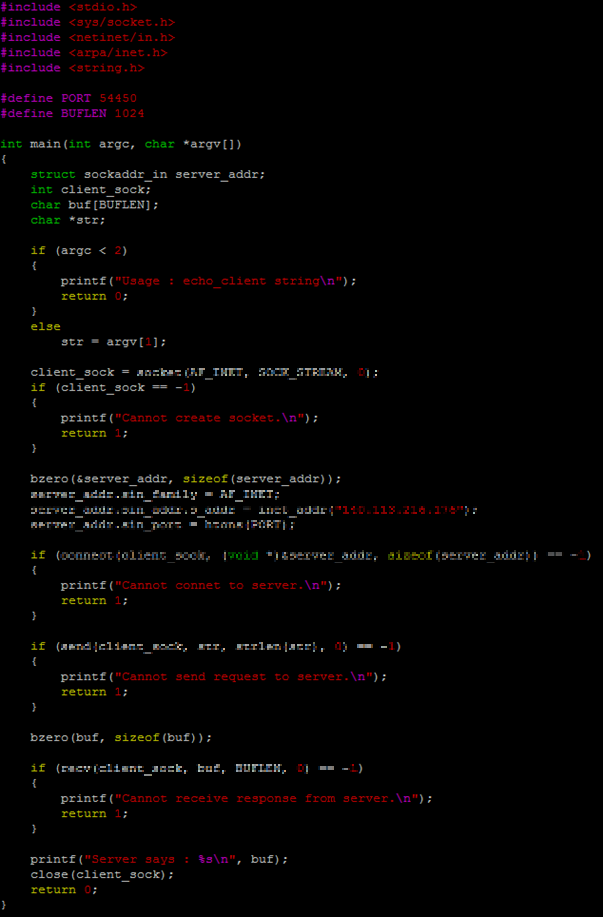 #include <stdio.h>
#include <sys/socket.h>
#include <netinet/in.h>
#include <arpa/inet.h>
#include <string.h>
#define PORT 54450
#define BUFLEN 1024
int main(int argc, char *argv[])
{
struct sockaddr_in server_addr;
int client_sock;
char buf[BUFLEN];
char *str;
if (argc < 2)
{
printf("Usage : echo_client string\n");
return 0;
}
else
str = argv[1];
client_sock = socket(AF_INET, SOCK_STREAM, 0);
if (client_sock == -1)
{
printf("Cannot create socket.\n");
return 1;
}
bzero(&server_addr, sizeof(server_addr));
server_addr.sin_family = AF_INET;
server_addr.sin_addr.s_addr =
server_addr.sin_port = htons(PORT);
if (connect(client_sock, (void *)&server_addr, sizeof(server_addr)) == -1)
{
printf("Cannot connet to server.\n");
return 1;
}
if (send(client_sock, str, strlen(str), 0) == -1)
{
printf("Cannot send request to server.\n");
return 1;
}
bzero(buf, sizeof(buf));
if (recv(client_sock, buf, BUFLEN, 0) == -1)
{
printf("Cannot receive response from server.\n");
return 1;
}
printf("Server says : %s\n", buf);
close(client_sock);
return 0;
}